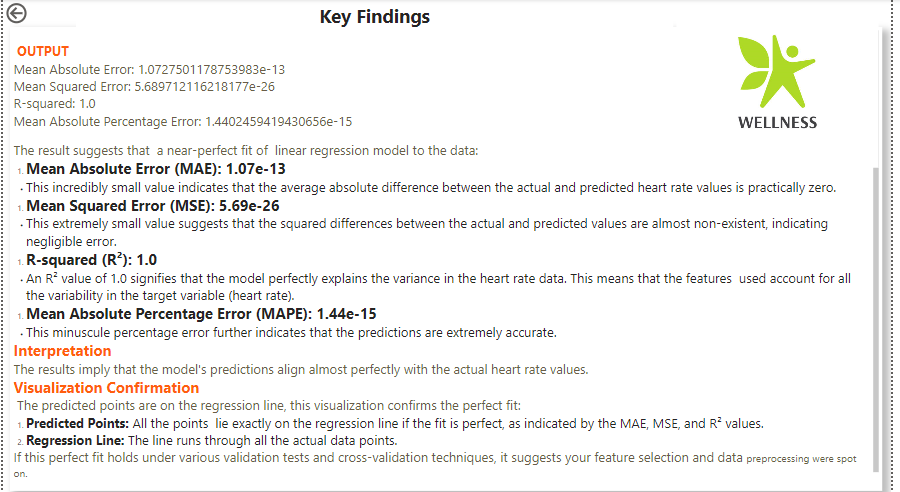 Key Findings
OUTPUT
Mean Absolute Error: 1.0727501178753983e-13
Mean Squared Error: 5.689712116218177e-26
R-squared: 1.0
Mean Absolute Percentage Error: 1.4402459419430656e-15
WELLNESS
The result suggests that a near-perfect fit of linear regression model to the data:
1. Mean Absolute Error (MAE): 1.07e-13
· This incredibly small value indicates that the average absolute difference between the actual and predicted heart rate values is practically zero.
1. Mean Squared Error (MSE): 5.69e-26
· This extremely small value suggests that the squared differences between the actual and predicted values are almost non-existent, indicating
negligible error.
1. R-squared (R²): 1.0
· An R² value of 1.0 signifies that the model perfectly explains the variance in the heart rate data. This means that the features used account for all
the variability in the target variable (heart rate).
1. Mean Absolute Percentage Error (MAPE): 1.44e-15
· This minuscule percentage error further indicates that the predictions are extremely accurate.
Interpretation
The results imply that the model's predictions align almost perfectly with the actual heart rate values.
Visualization Confirmation
The predicted points are on the regression line, this visualization confirms the perfect fit:
1. Predicted Points: All the points lie exactly on the regression line if the fit is perfect, as indicated by the MAE, MSE, and R² values.
2. Regression Line: The line runs through all the actual data points.
If this perfect fit holds under various validation tests and cross-validation techniques, it suggests your feature selection and data preprocessing were spot
on.